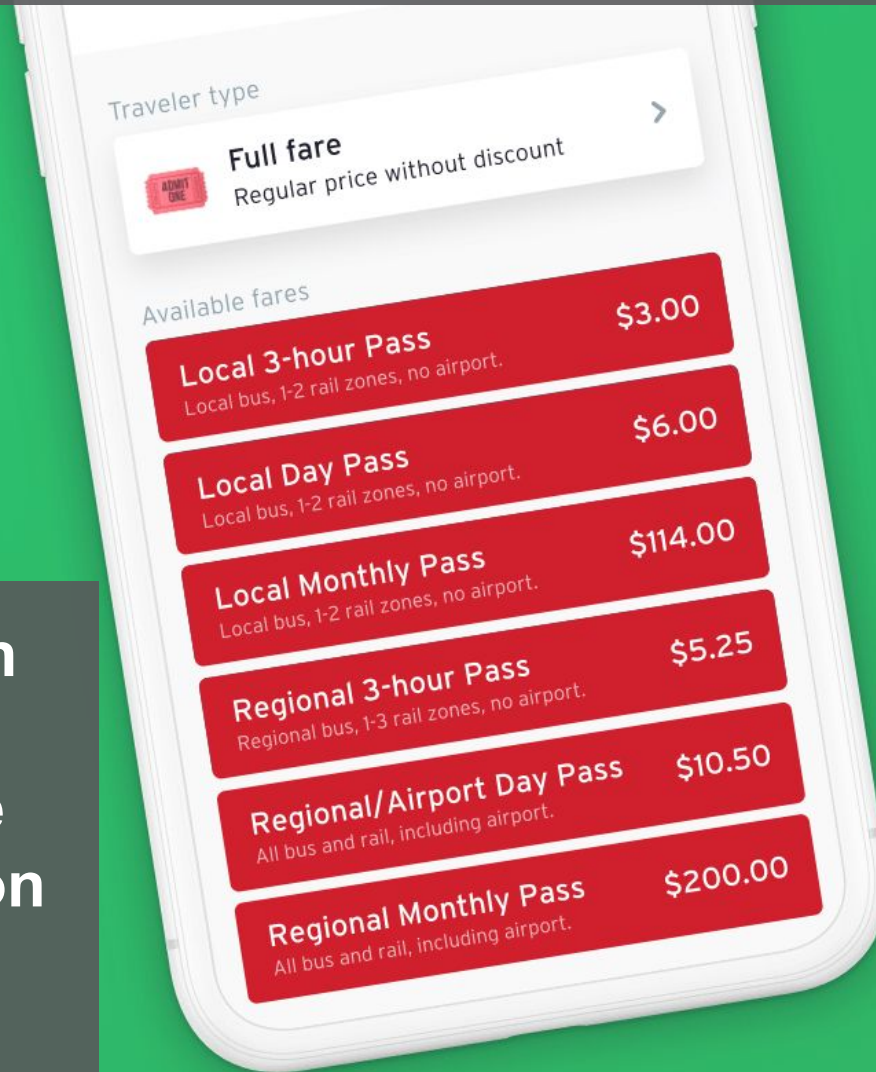 Traveler type
ADMIT
ONE
Full fare
Regular price without discount
Available fares
Local 3-hour Pass
$3.00
Local bus, 1-2 rail zones, no airport.
Local Day Pass
$6.00
Local bus, 1-2 rail zones, no airport.
Local Monthly Pass
$114.00
Local bus, 1-2 rail zones, no airport.
Regional 3-hour Pass
$5.25
Regional bus, 1-3 rail zones, no airport.
Regional/Airport Day Pass
$10.50
All bus and rail, including airport.
Regional Monthly Pass
$200.00
All bus and rail, including airport.